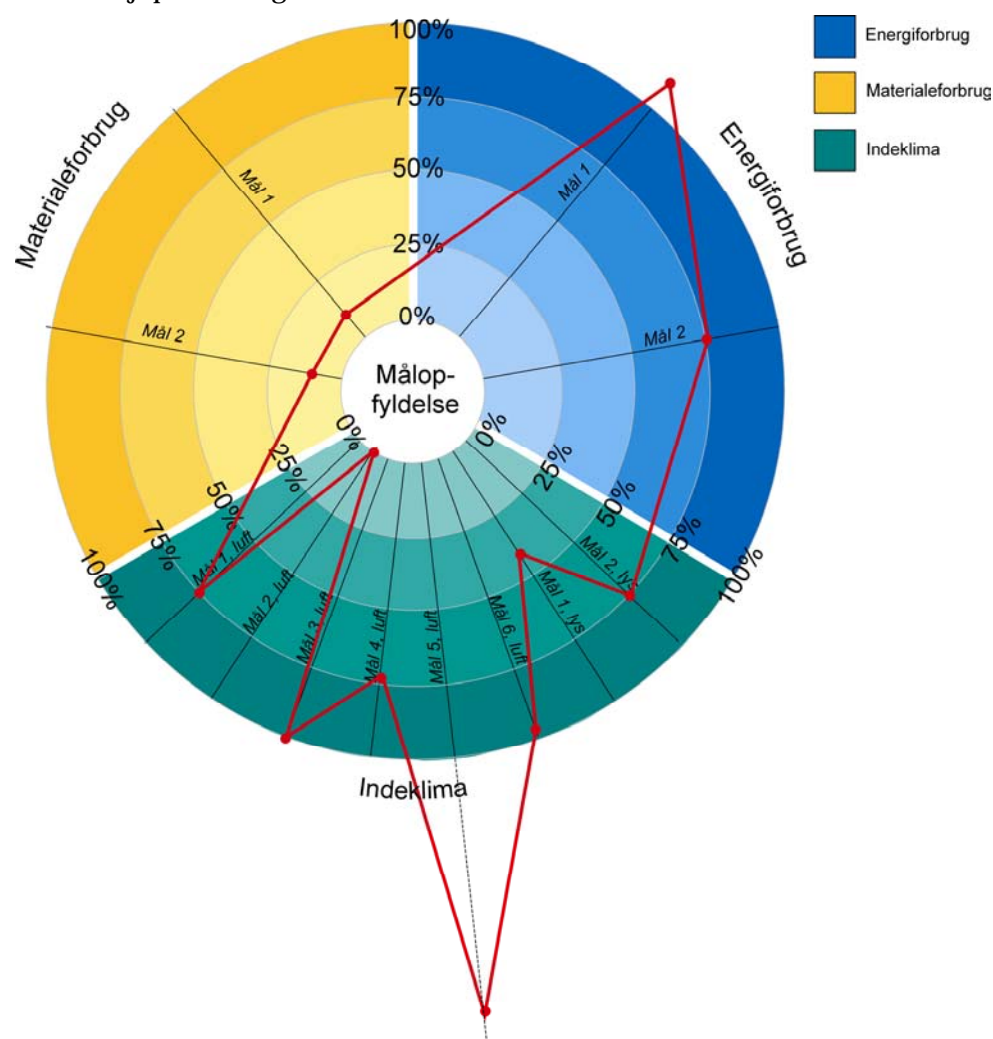 100%
75%
50%
25%
0%
Energiforbrug
Materialeforbrug
Indeklima
Materialeforbrug
Mål 1
Mål 2
Energiforbrug
Mål 1
Mål 2
Målop-
fyldelse
0%
25%
50%
75%
100%
0%
25%
50%
75%
100%
Mål 1, luft
Mål 2, luft
Mål 3, luft
Mål 4, luft
Mål 5, luft
Mål 6, luft
Mål 1, lys
Mål 2, lys
Indeklima